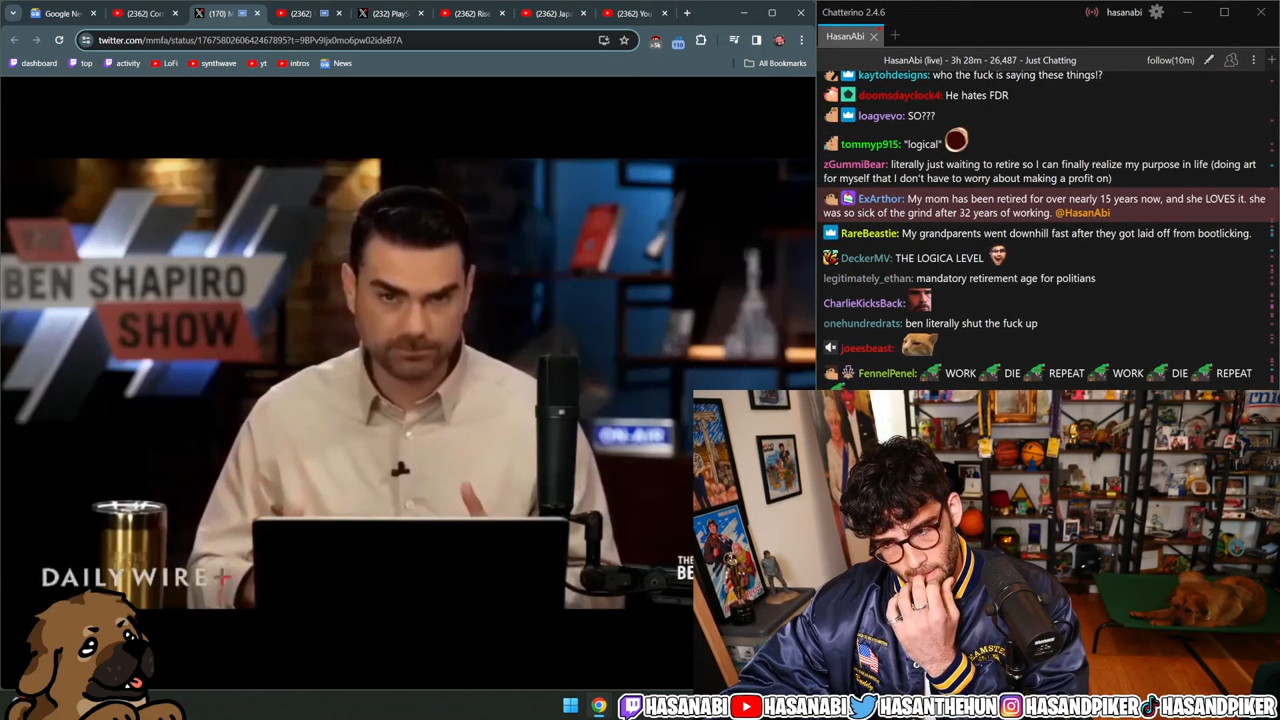 Google Ne
(2362) Co
(170) M
(2362)
(232) PlayS
(2362) Rise
(2362) Jap
(2362) You
twitter.com/mmfa/status/1767580260642467895?t=9BPv9ljx0mo6pw02ideB7A
dashboard
top
activity
LoFi
synthwave
yt
intros
News
All Bookmarks
BEN SHAPIRO
SHOW
ON AIR
DAILYWIRE+
THE
BE
Chatterino 2.4.6
hasanabi
HasanAbi
HasanAbi (live) - 3h 28m - 26,487 - Just Chatting
follow(10m)
kaytohdesigns: who the fuck is saying these things!?
doomsdayclock4: He hates FDR
loagvevo: SO???
tommyp915: "logical"
zGummiBear: literally just waiting to retire so I can finally realize my purpose in life (doing art
for myself that I don't have to worry about making a profit on)
ExArthor: My mom has been retired for over nearly 15 years now, and she LOVES it. she
was so sick of the grind after 32 years of working. @HasanAbi
RareBeastie: My grandparents went downhill fast after they got laid off from bootlicking.
DeckerMV: THE LOGICA LEVEL
legitimately_ethan: mandatory retirement age for politians
CharlieKicksBack:
onehundredrats: ben literally shut the fuck up
joeesbeast:
FennelPenel: WORK DIE REPEAT WORK DIE REPEAT
HASANABI HASANABI HASANTHEHUN HASANDPIKER HASANDPIKER